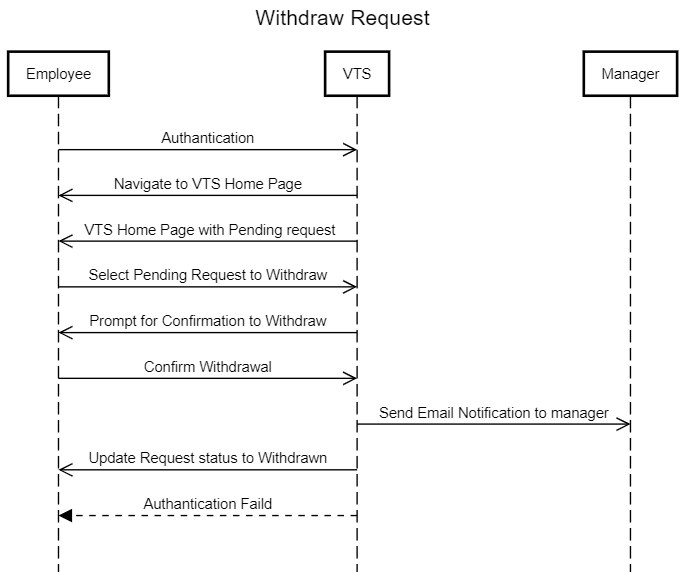 Withdraw Request
Employee
VTS
Manager
Authantication
Navigate to VTS Home Page
VTS Home Page with Pending request
Select Pending Request to Withdraw
Prompt for Confirmation to Withdraw
Confirm Withdrawal
Send Email Notification to manager
Update Request status to Withdrawn
Authantication Faild